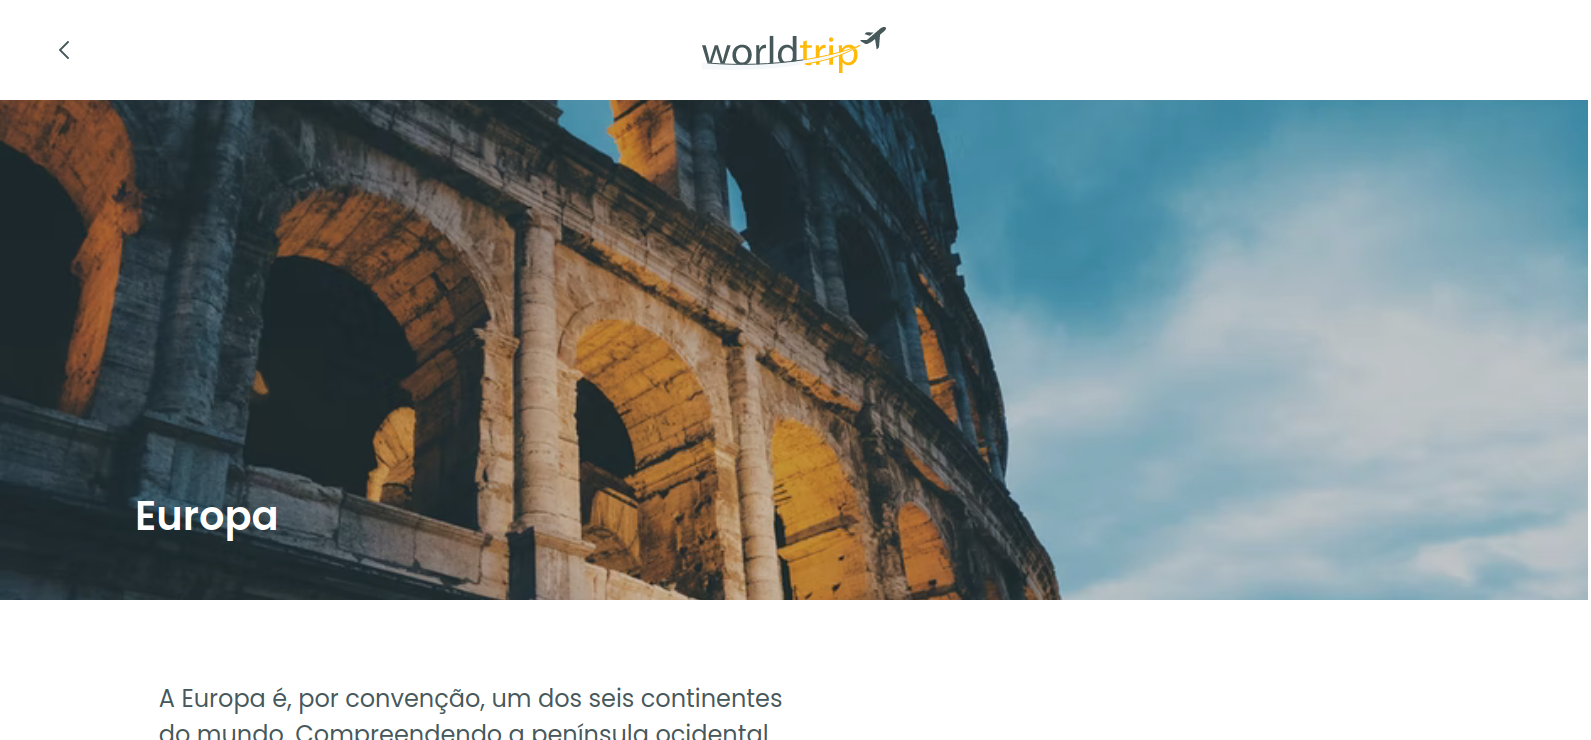 worldtrip
Europa
A Europa é, por convenção, um dos seis continentes
do mundo. Compreendendo a península ocidental